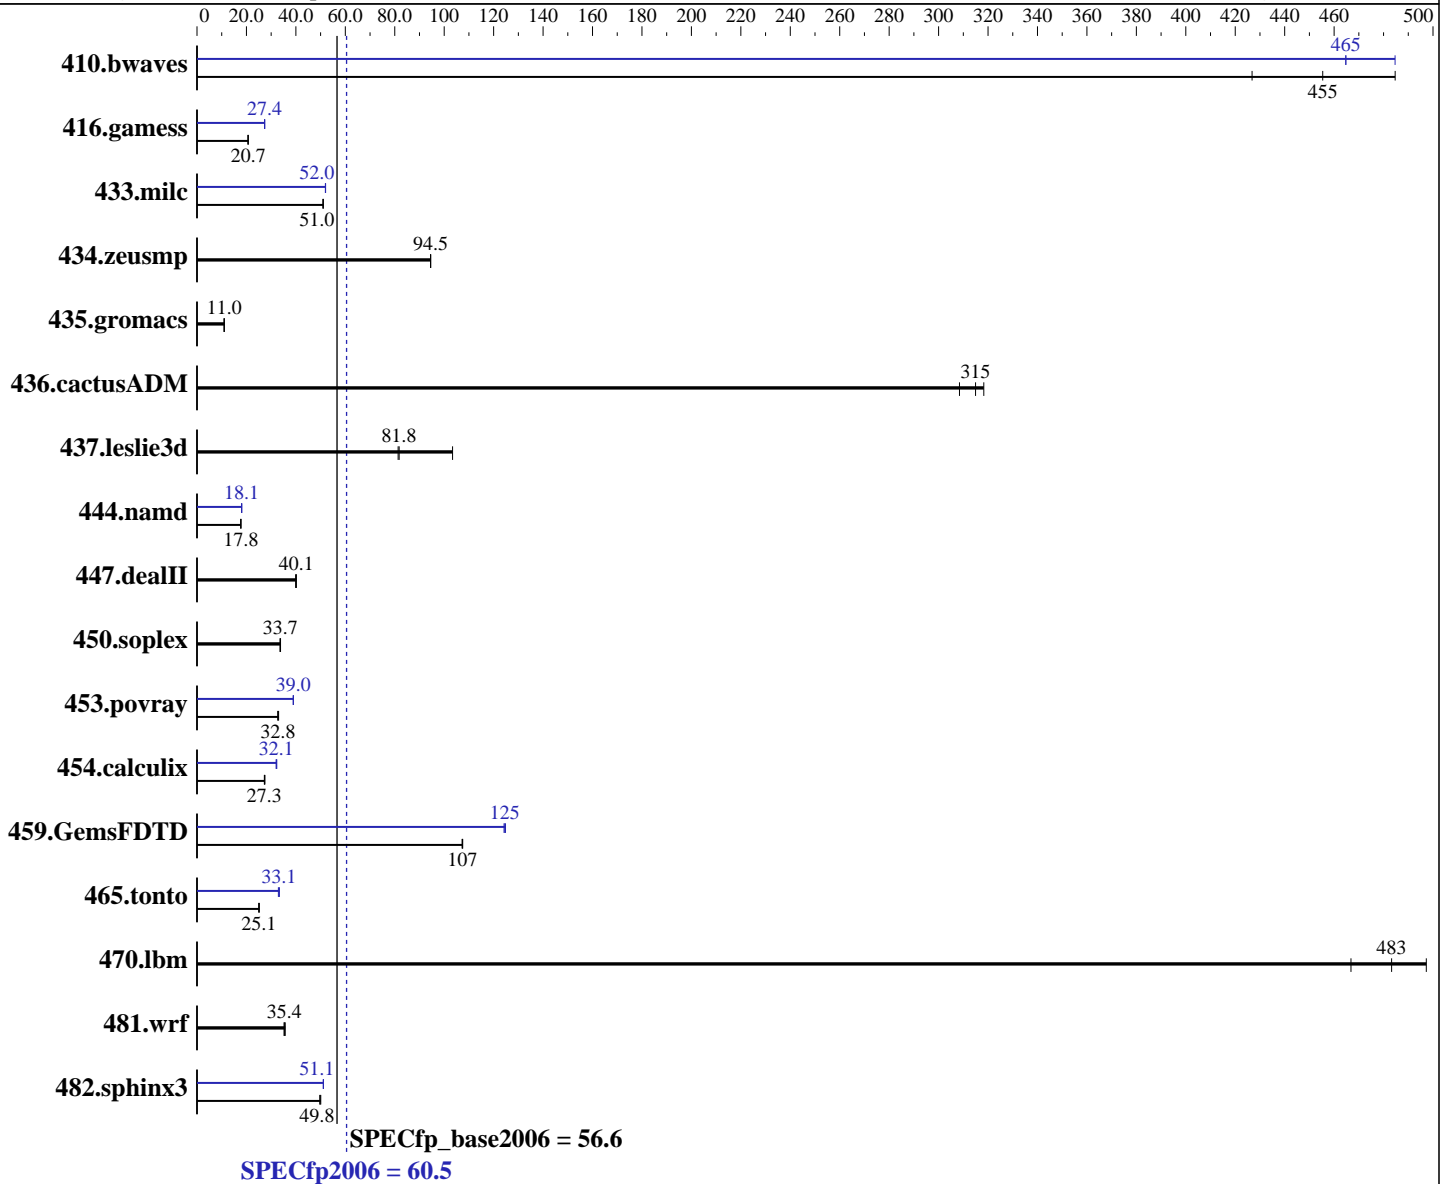 0 20.0 40.0 60.0 80.0 100 120 140 160 180 200 220 240 260 280 300 320 340 360 380 400 420 440 460 500
465
410.bwaves
455
27.4
416.gamess
20.7
52.0
433.milc
51.0
94.5
434.zeusmp
11.0
435.gromacs
315
436.cactusADM
81.8
437.leslie3d
18.1
444.namd
17.8
40.1
447.dealII
33.7
450.soplex
39.0
453.povray
32.8
32.1
454.calculix
27.3
125
459.GemsFDTD
107
33.1
465.tonto
25.1
483
470.lbm
35.4
481.wrf
51.1
482.sphinx3
49.8
SPECfp_base2006 = 56.6
SPECfp2006 = 60.5